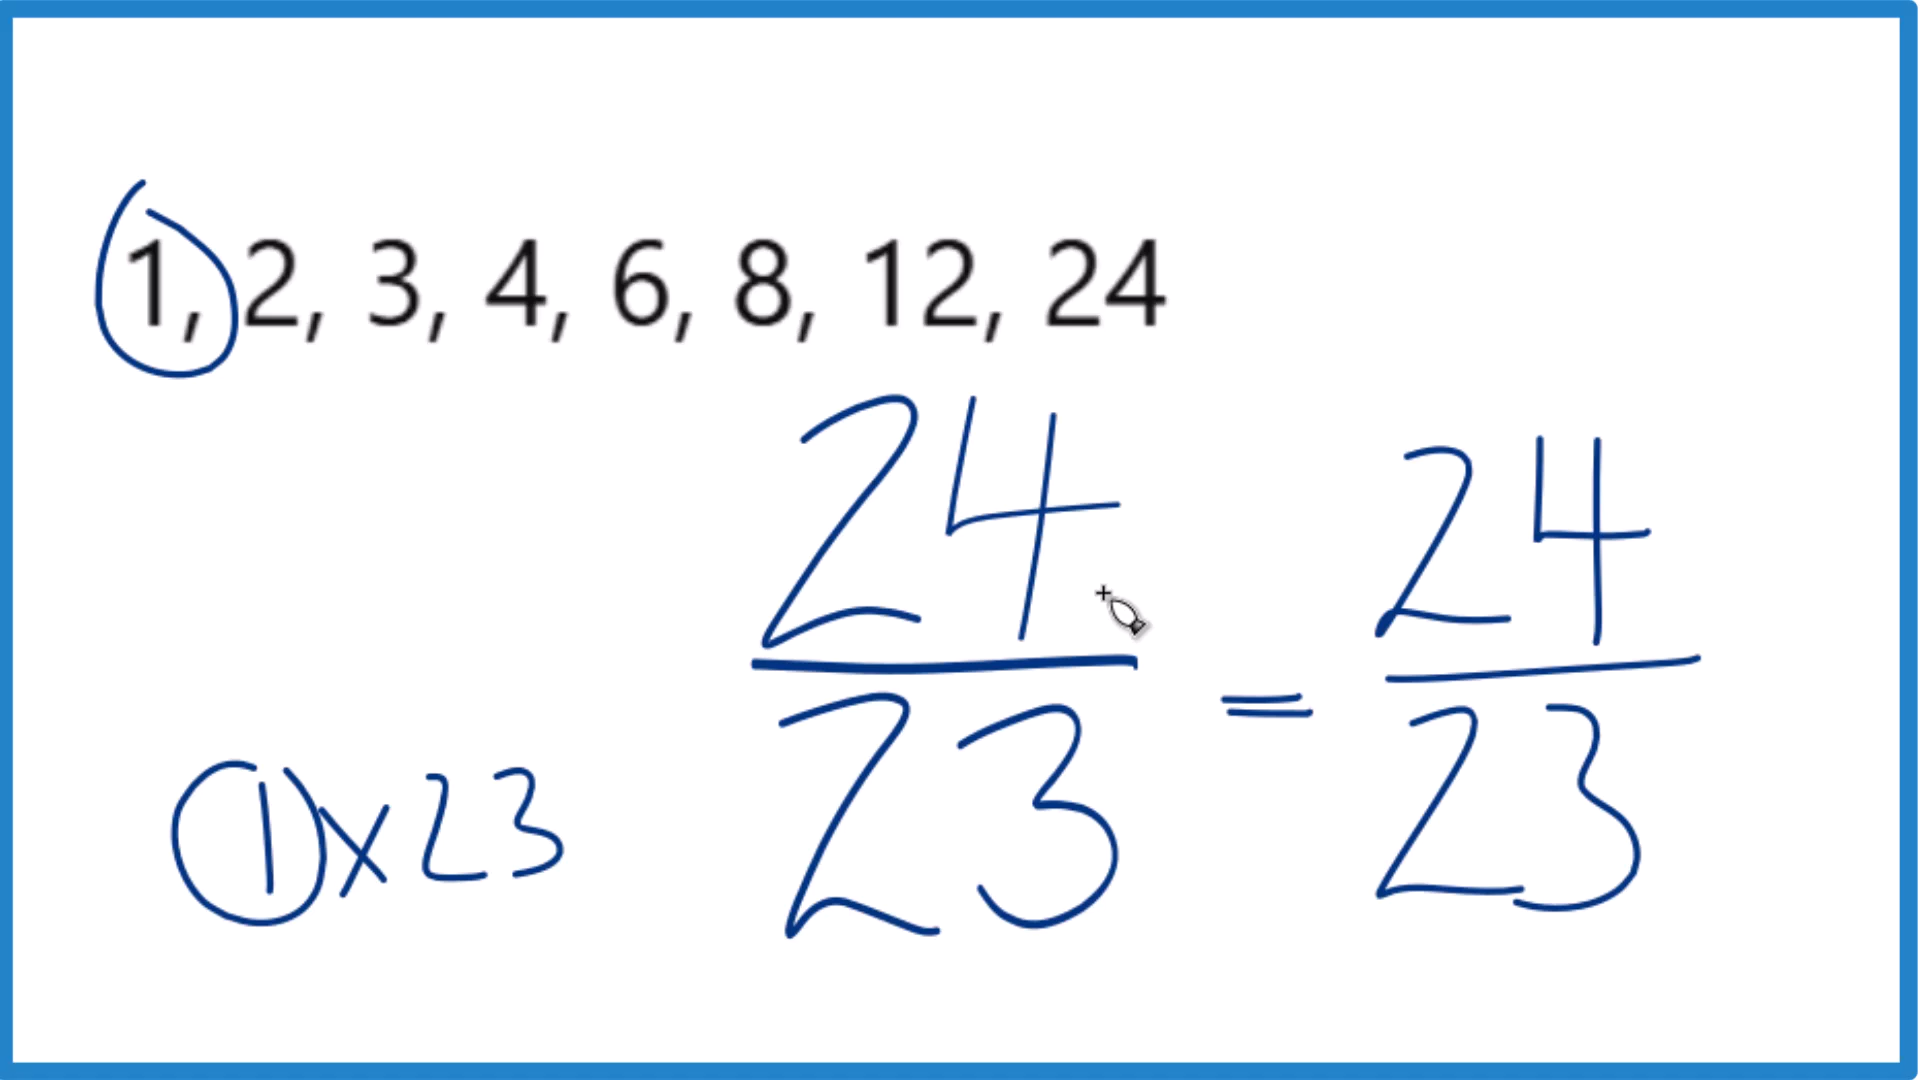 1, 2, 3, 4, 6, 8, 12, 24
24/23 = 24/23
1 x 23